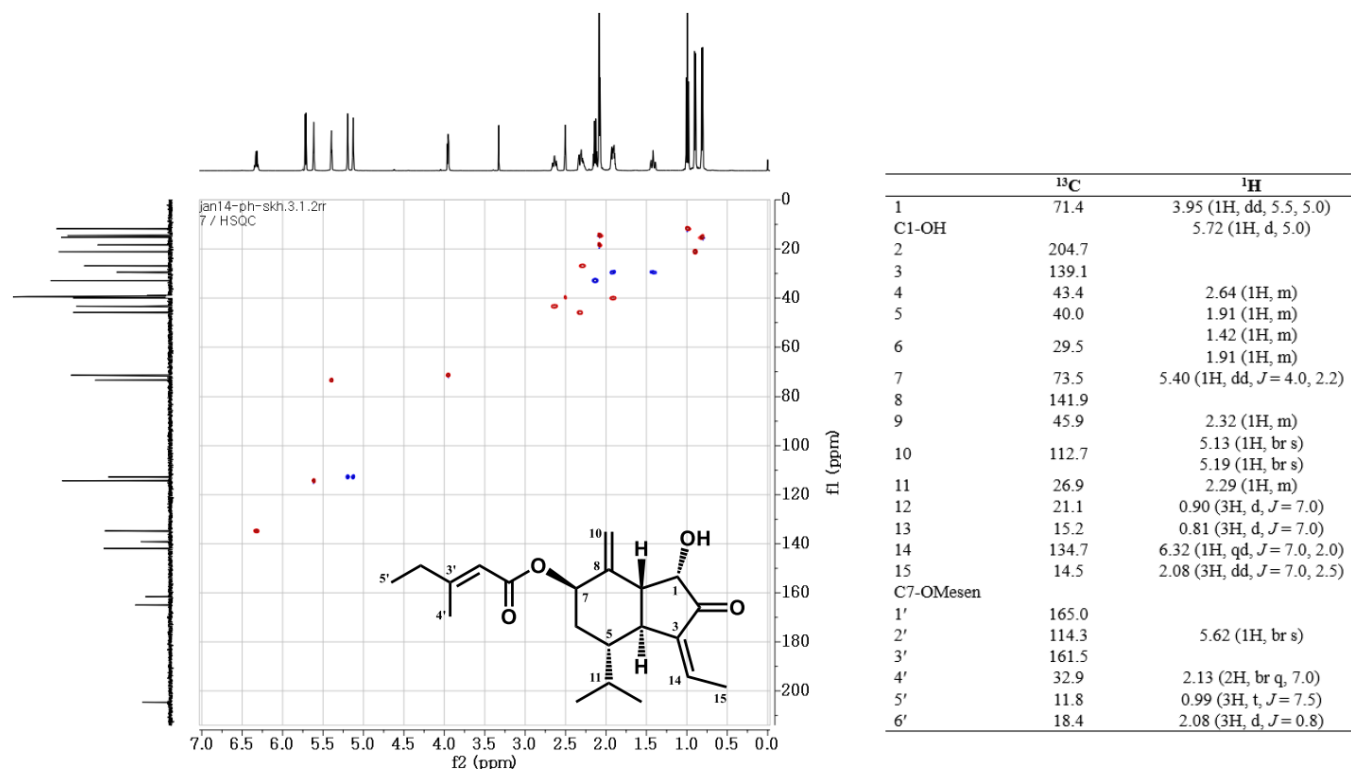 jan14-ph-skh.3.1.2rr
7 / HSQC
0
20
40
60
80
100
120
140
160
180
200
f1 (ppm)
7.0 6.5 6.0 5.5 5.0 4.5 4.0 3.5 3.0 2.5 2.0 1.5 1.0 0.5 0.0
f2 (ppm)
10
H
OH
5'
3'
O
8
1
4'
O
7
O
5
3
H
11
14
15
¹³C ¹H
1 71.4 3.95 (1H, dd, 5.5, 5.0)
C1-OH 5.72 (1H, d, 5.0)
2 204.7
3 139.1
4 43.4 2.64 (1H, m)
5 40.0 1.91 (1H, m)
6 29.5 1.42 (1H, m)
1.91 (1H, m)
7 73.5 5.40 (1H, dd, J = 4.0, 2.2)
8 141.9
9 45.9 2.32 (1H, m)
10 112.7 5.13 (1H, br s)
5.19 (1H, br s)
11 26.9 2.29 (1H, m)
12 21.1 0.90 (3H, d, J = 7.0)
13 15.2 0.81 (3H, d, J = 7.0)
14 134.7 6.32 (1H, qd, J = 7.0, 2.0)
15 14.5 2.08 (3H, dd, J = 7.0, 2.5)
C7-OMesen
1′ 165.0
2′ 114.3 5.62 (1H, br s)
3′ 161.5
4′ 32.9 2.13 (2H, br q, 7.0)
5′ 11.8 0.99 (3H, t, J = 7.5)
6′ 18.4 2.08 (3H, d, J = 0.8)